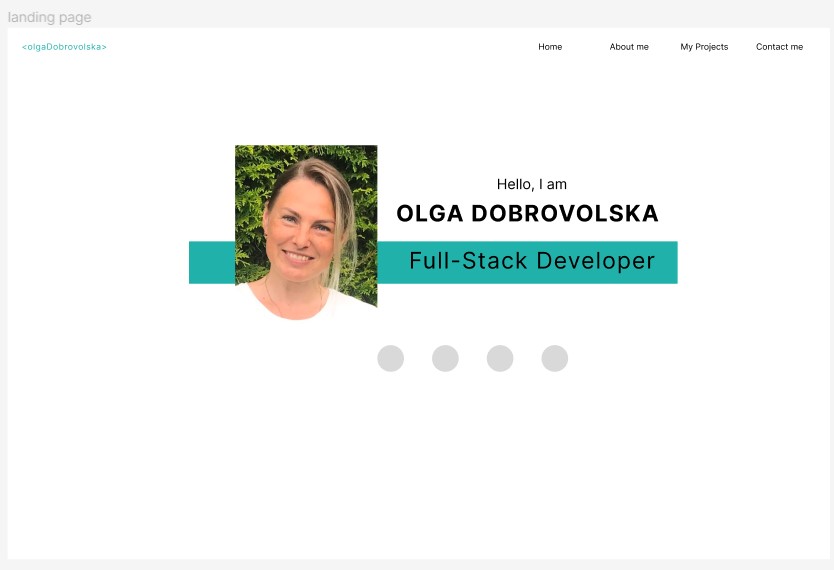 landing page
<olgaDobrovolska>
Home About me My Projects Contact me
Hello, I am
OLGA DOBROVOLSKA
Full-Stack Developer